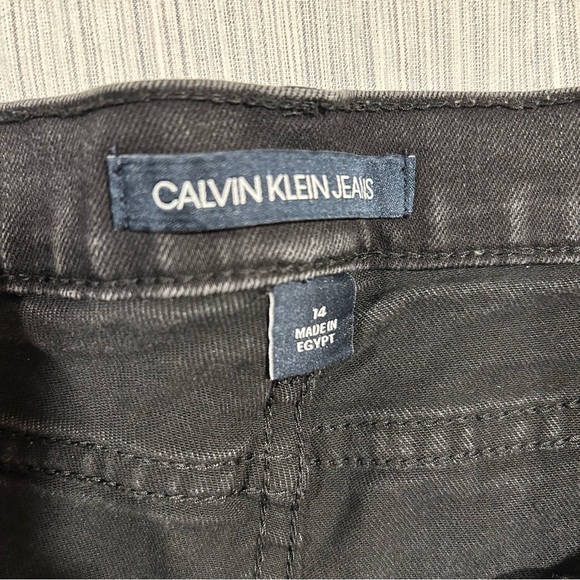 CALVIN KLEIN JEANS
14
MADE IN
EGYPT